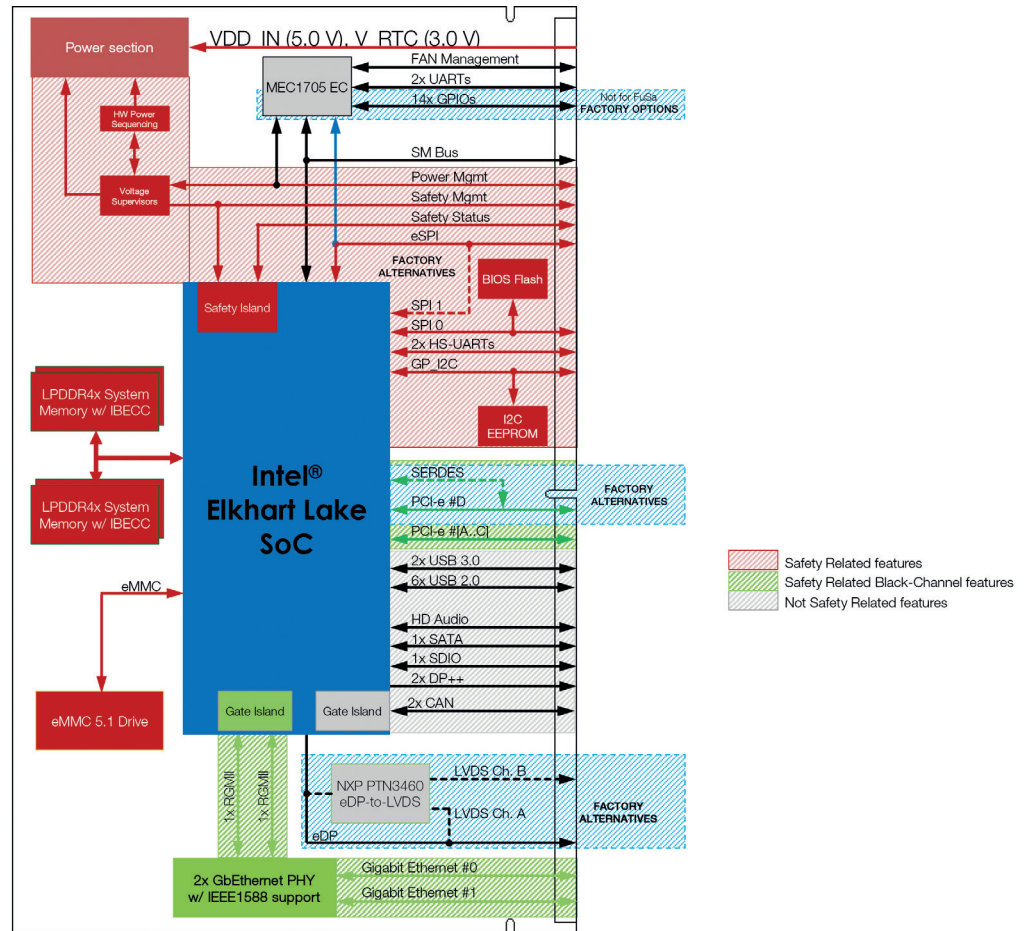 Power section
VDD IN (5.0 V), V RTC (3.0 V)
MEC1705 EC
FAN Management
2x UARTs
14x GPIOs
Not for FuSa
FACTORY OPTIONS
HW Power
Sequencing
Voltage
Supervisors
SM Bus
Power Mgmt
Safety Mgmt
Safety Status
eSPI
FACTORY
ALTERNATIVES
BIOS Flash
Safety Island
SPI 1
SPI 0
2x HS-UARTs
GP_I2C
I2C
EEPROM
LPDDR4x System
Memory w/ IBECC
LPDDR4x System
Memory w/ IBECC
Intel®
Elkhart Lake
SoC
SERDES
PCI-e #D
FACTORY
ALTERNATIVES
PCI-e #[A..C]
2x USB 3.0
6x USB 2.0
HD Audio
1x SATA
1x SDIO
2x DP++
2x CAN
Safety Related features
Safety Related Black-Channel features
Not Safety Related features
eMMC
eMMC 5.1 Drive
Gate Island
Gate Island
1x RGMII
1x RGMII
NXP PTN3460
eDP-to-LVDS
LVDS Ch. B
LVDS Ch. A
eDP
FACTORY
ALTERNATIVES
2x GbEthernet PHY
w/ IEEE1588 support
Gigabit Ethernet #0
Gigabit Ethernet #1